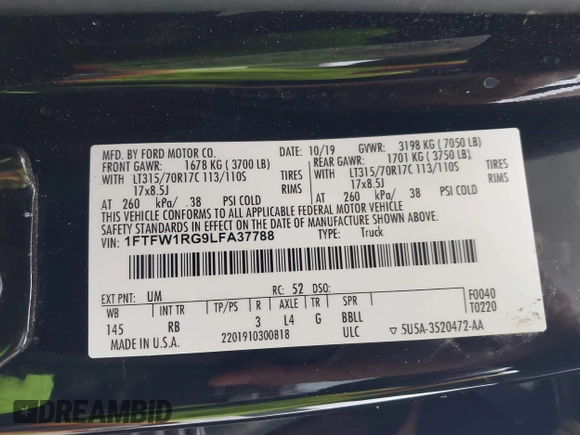 MFD. BY FORD MOTOR CO. 10/19 GVWR: 3198 KG (7050 LB)
FRONT GAWR: 1678 KG (3700 LB) REAR GAWR: 1701 KG (3750 LB)
WITH LT315/70R17C 113/110S TIRES WITH LT315/70R17C 113/110S TIRES
17x8.5J RIMS 17x8.5J RIMS
AT 260 kPa/ 38 PSI COLD AT 260 kPa/ 38 PSI COLD
THIS VEHICLE CONFORMS TO ALL APPLICABLE FEDERAL MOTOR VEHICLE
SAFETY STANDARDS IN EFFECT ON THE DATE OF MANUFACTURE SHOWN ABOVE.
VIN: 1FTFW1RG9LFA37788 TYPE: Truck
EXT PNT: UM RC: 52 DSO: F0040
WB INT TR TP/PS R AXLE TR SPR T0220
145 RB 3 L4 G BBLL
MADE IN U.S.A. 2201910300818 ULC ▽ 5U5A-3520472-AA
DREAMBID